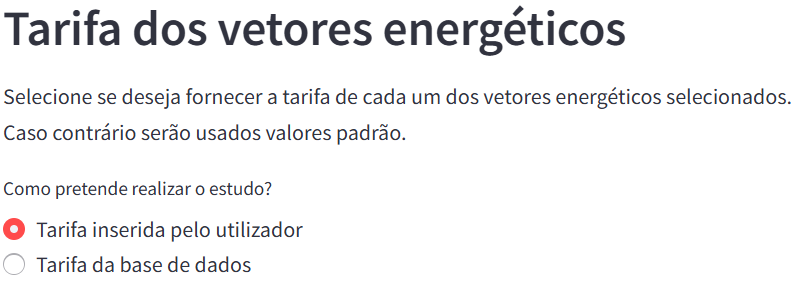 Tarifa dos vetores energéticos
Selecione se deseja fornecer a tarifa de cada um dos vetores energéticos selecionados.
Caso contrário serão usados valores padrão.
Como pretende realizar o estudo?
Tarifa inserida pelo utilizador
Tarifa da base de dados